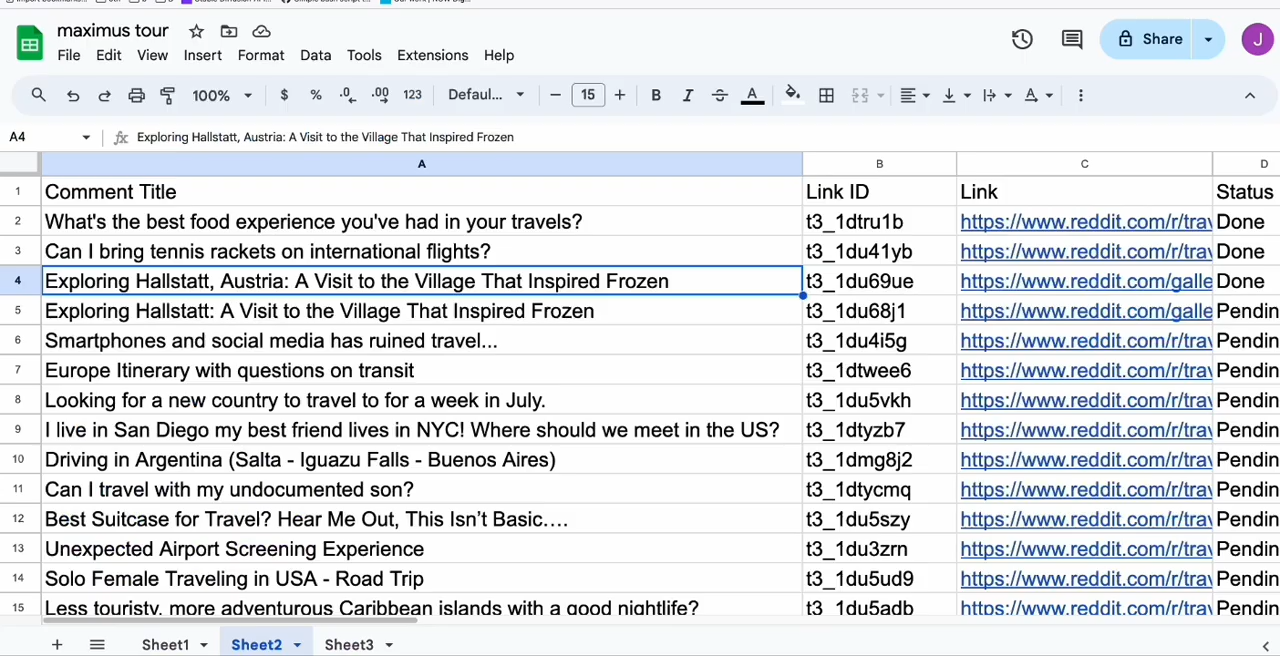 maximus tour
File Edit View Insert Format Data Tools Extensions Help
Share
J
100% $ % .0 .00 123 Defaul... 15 B I A
A4 fx Exploring Hallstatt, Austria: A Visit to the Village That Inspired Frozen
A B C D
1 Comment Title Link ID Link Status
2 What's the best food experience you've had in your travels? t3_1dtru1b https://www.reddit.com/r/trav Done
3 Can I bring tennis rackets on international flights? t3_1du41yb https://www.reddit.com/r/trav Done
4 Exploring Hallstatt, Austria: A Visit to the Village That Inspired Frozen t3_1du69ue https://www.reddit.com/galle Done
5 Exploring Hallstatt: A Visit to the Village That Inspired Frozen t3_1du68j1 https://www.reddit.com/galle Pendin
6 Smartphones and social media has ruined travel... t3_1du4i5g https://www.reddit.com/r/trav Pendin
7 Europe Itinerary with questions on transit t3_1dtwee6 https://www.reddit.com/r/trav Pendin
8 Looking for a new country to travel to for a week in July. t3_1du5vkh https://www.reddit.com/r/trav Pendin
9 I live in San Diego my best friend lives in NYC! Where should we meet in the US? t3_1dtyzb7 https://www.reddit.com/r/trav Pendin
10 Driving in Argentina (Salta - Iguazu Falls - Buenos Aires) t3_1dmg8j2 https://www.reddit.com/r/trav Pendin
11 Can I travel with my undocumented son? t3_1dtycmq https://www.reddit.com/r/trav Pendin
12 Best Suitcase for Travel? Hear Me Out, This Isn’t Basic…. t3_1du5szy https://www.reddit.com/r/trav Pendin
13 Unexpected Airport Screening Experience t3_1du3zrn https://www.reddit.com/r/trav Pendin
14 Solo Female Traveling in USA - Road Trip t3_1du5ud9 https://www.reddit.com/r/trav Pendin
15 Less touristy, more adventurous Caribbean islands with a good nightlife? t3_1du5adb https://www.reddit.com/r/trav Pendin
Sheet1 Sheet2 Sheet3